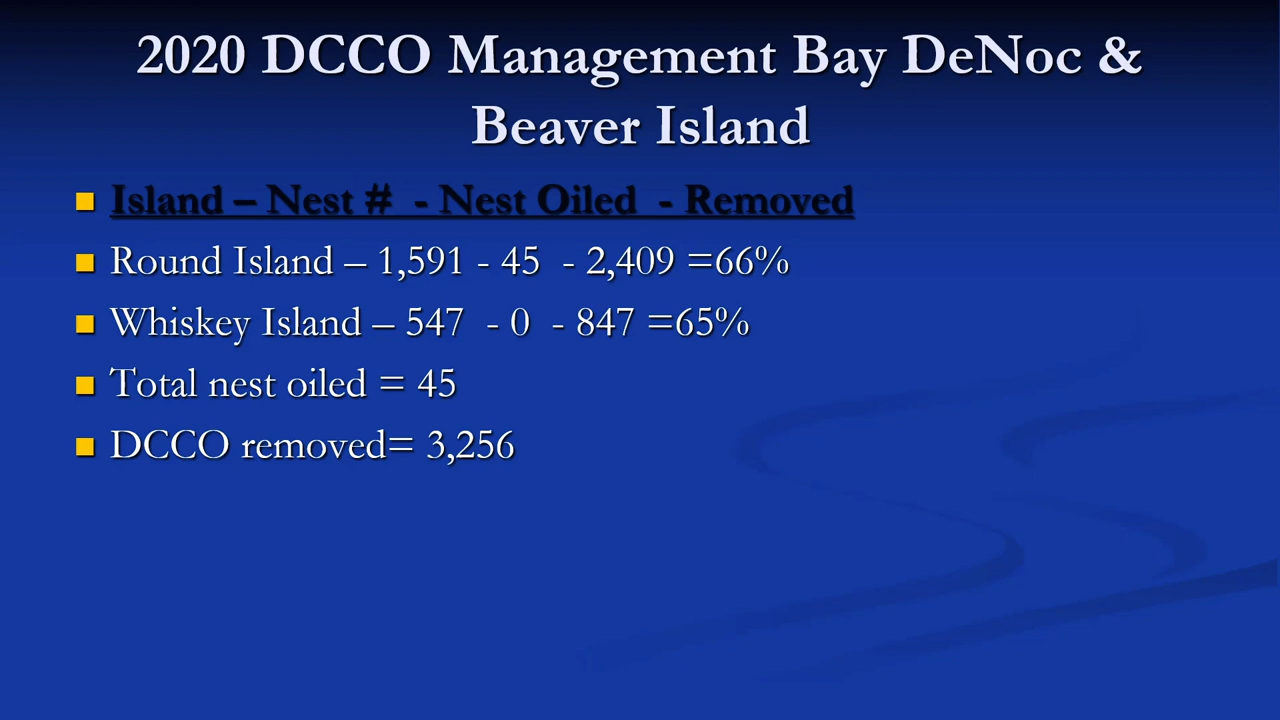 2020 DCCO Management Bay DeNoc &
Beaver Island
Island – Nest # - Nest Oiled - Removed
Round Island – 1,591 - 45 - 2,409 =66%
Whiskey Island – 547 - 0 - 847 =65%
Total nest oiled = 45
DCCO removed= 3,256